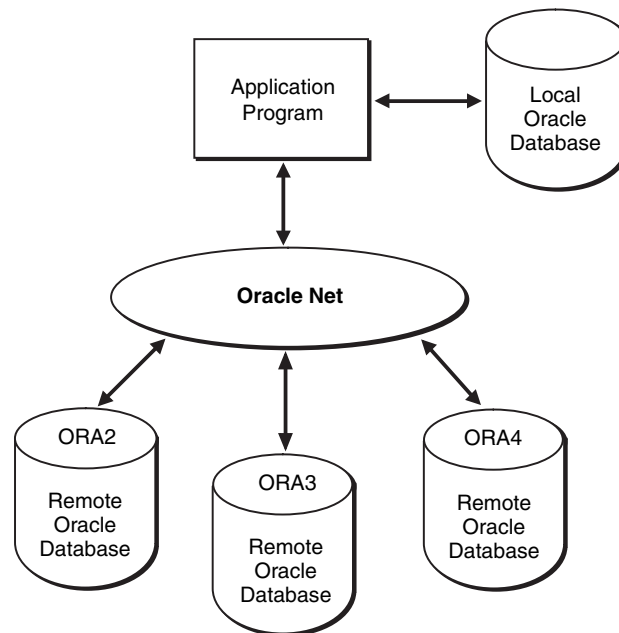 Application
Program
Local
Oracle
Database
Oracle Net
ORA2
Remote
Oracle
Database
ORA3
Remote
Oracle
Database
ORA4
Remote
Oracle
Database